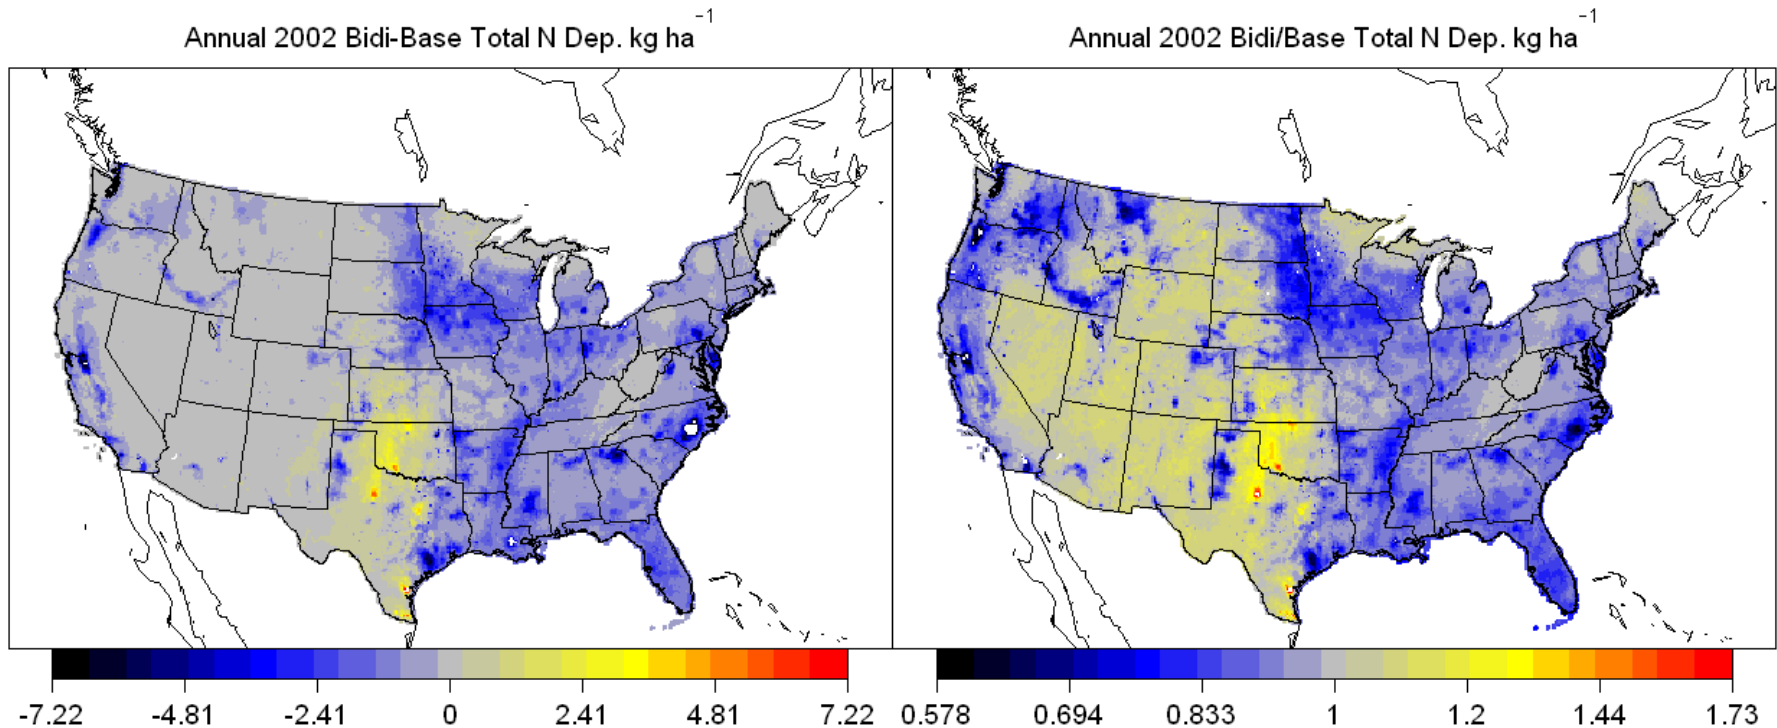 Annual 2002 Bidi-Base Total N Dep. kg ha−1
Annual 2002 Bidi/Base Total N Dep. kg ha−1
-7.22 -4.81 -2.41 0 2.41 4.81 7.22
0.578 0.694 0.833 1 1.2 1.44 1.73